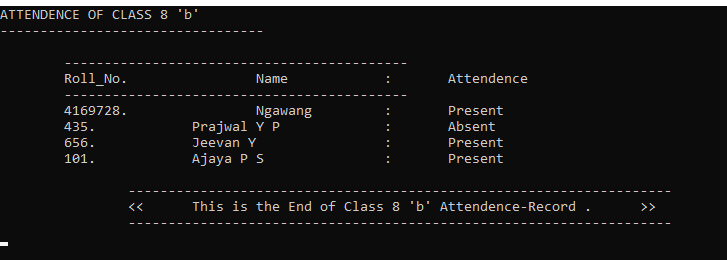 ATTENDENCE OF CLASS 8 'b'
---------------------------------
-------------------------------------------
Roll_No. Name : Attendence
-------------------------------------------
4169728. Ngawang : Present
435. Prajwal Y P : Absent
656. Jeevan Y : Present
101. Ajaya P S : Present
--------------------------------------------------------------------
<< This is the End of Class 8 'b' Attendence-Record . >>
--------------------------------------------------------------------